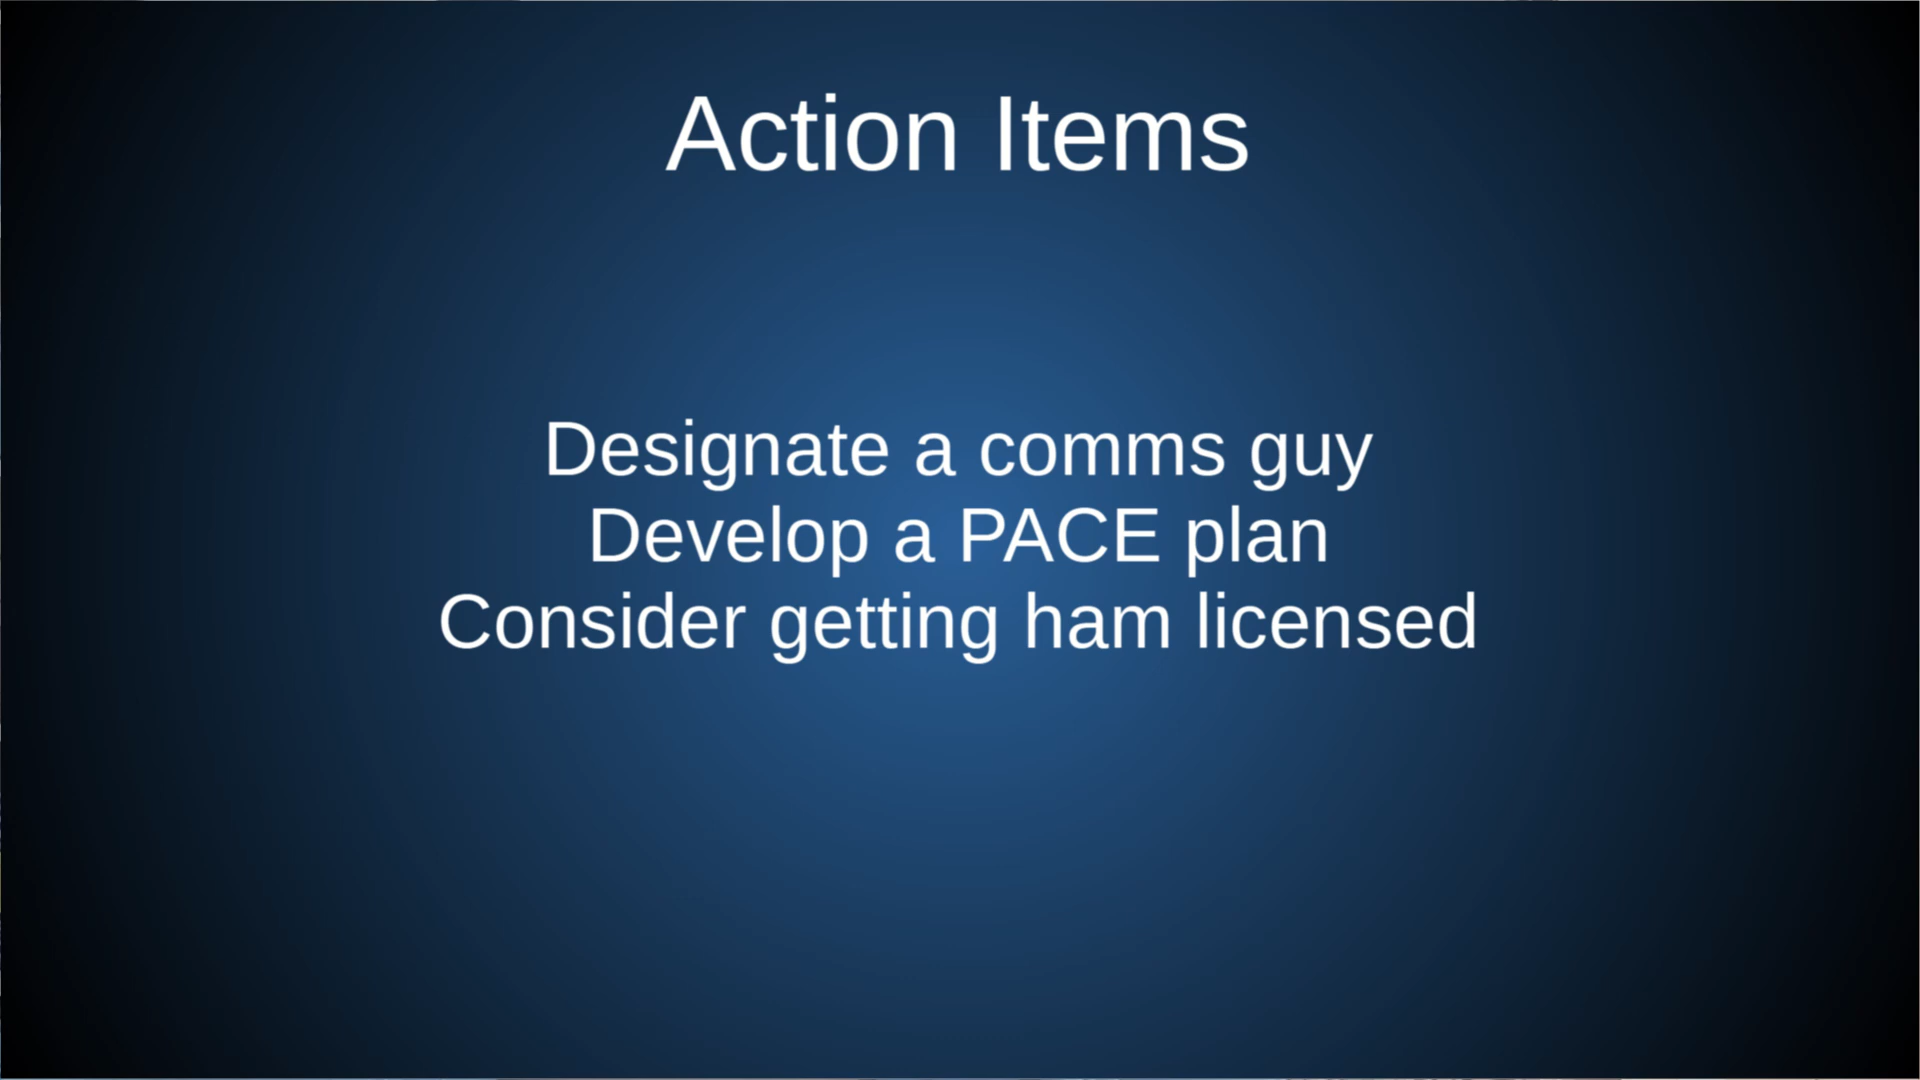 Action Items
Designate a comms guy
Develop a PACE plan
Consider getting ham licensed